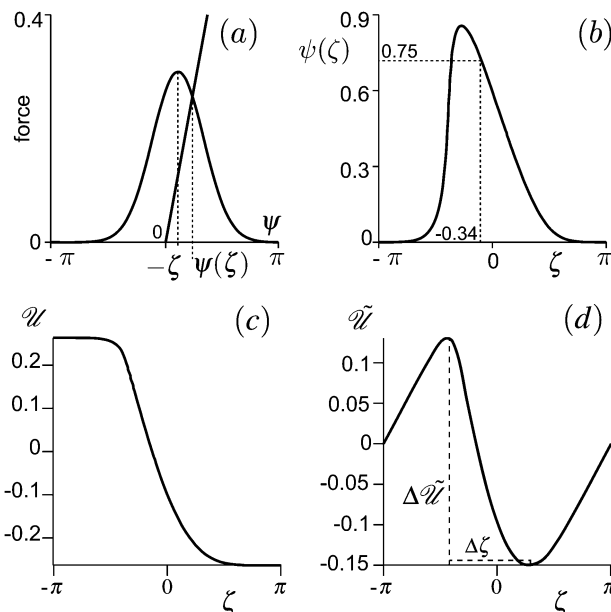 0.4
(a)
force
0
0
ψ
- π
−ζ
ψ(ζ)
π
0.9
(b)
ψ(ζ)
0.75
0.6
0.3
0
-0.34
- π
0
ζ
π
𝒰
(c)
0.2
0.1
0
-0.1
-0.2
-π
0
ζ
π
𝒰̃
(d)
0.1
0.05
0
-0.05
Δ𝒰̃
-0.1
Δζ
-0.15
-π
0
ζ
π